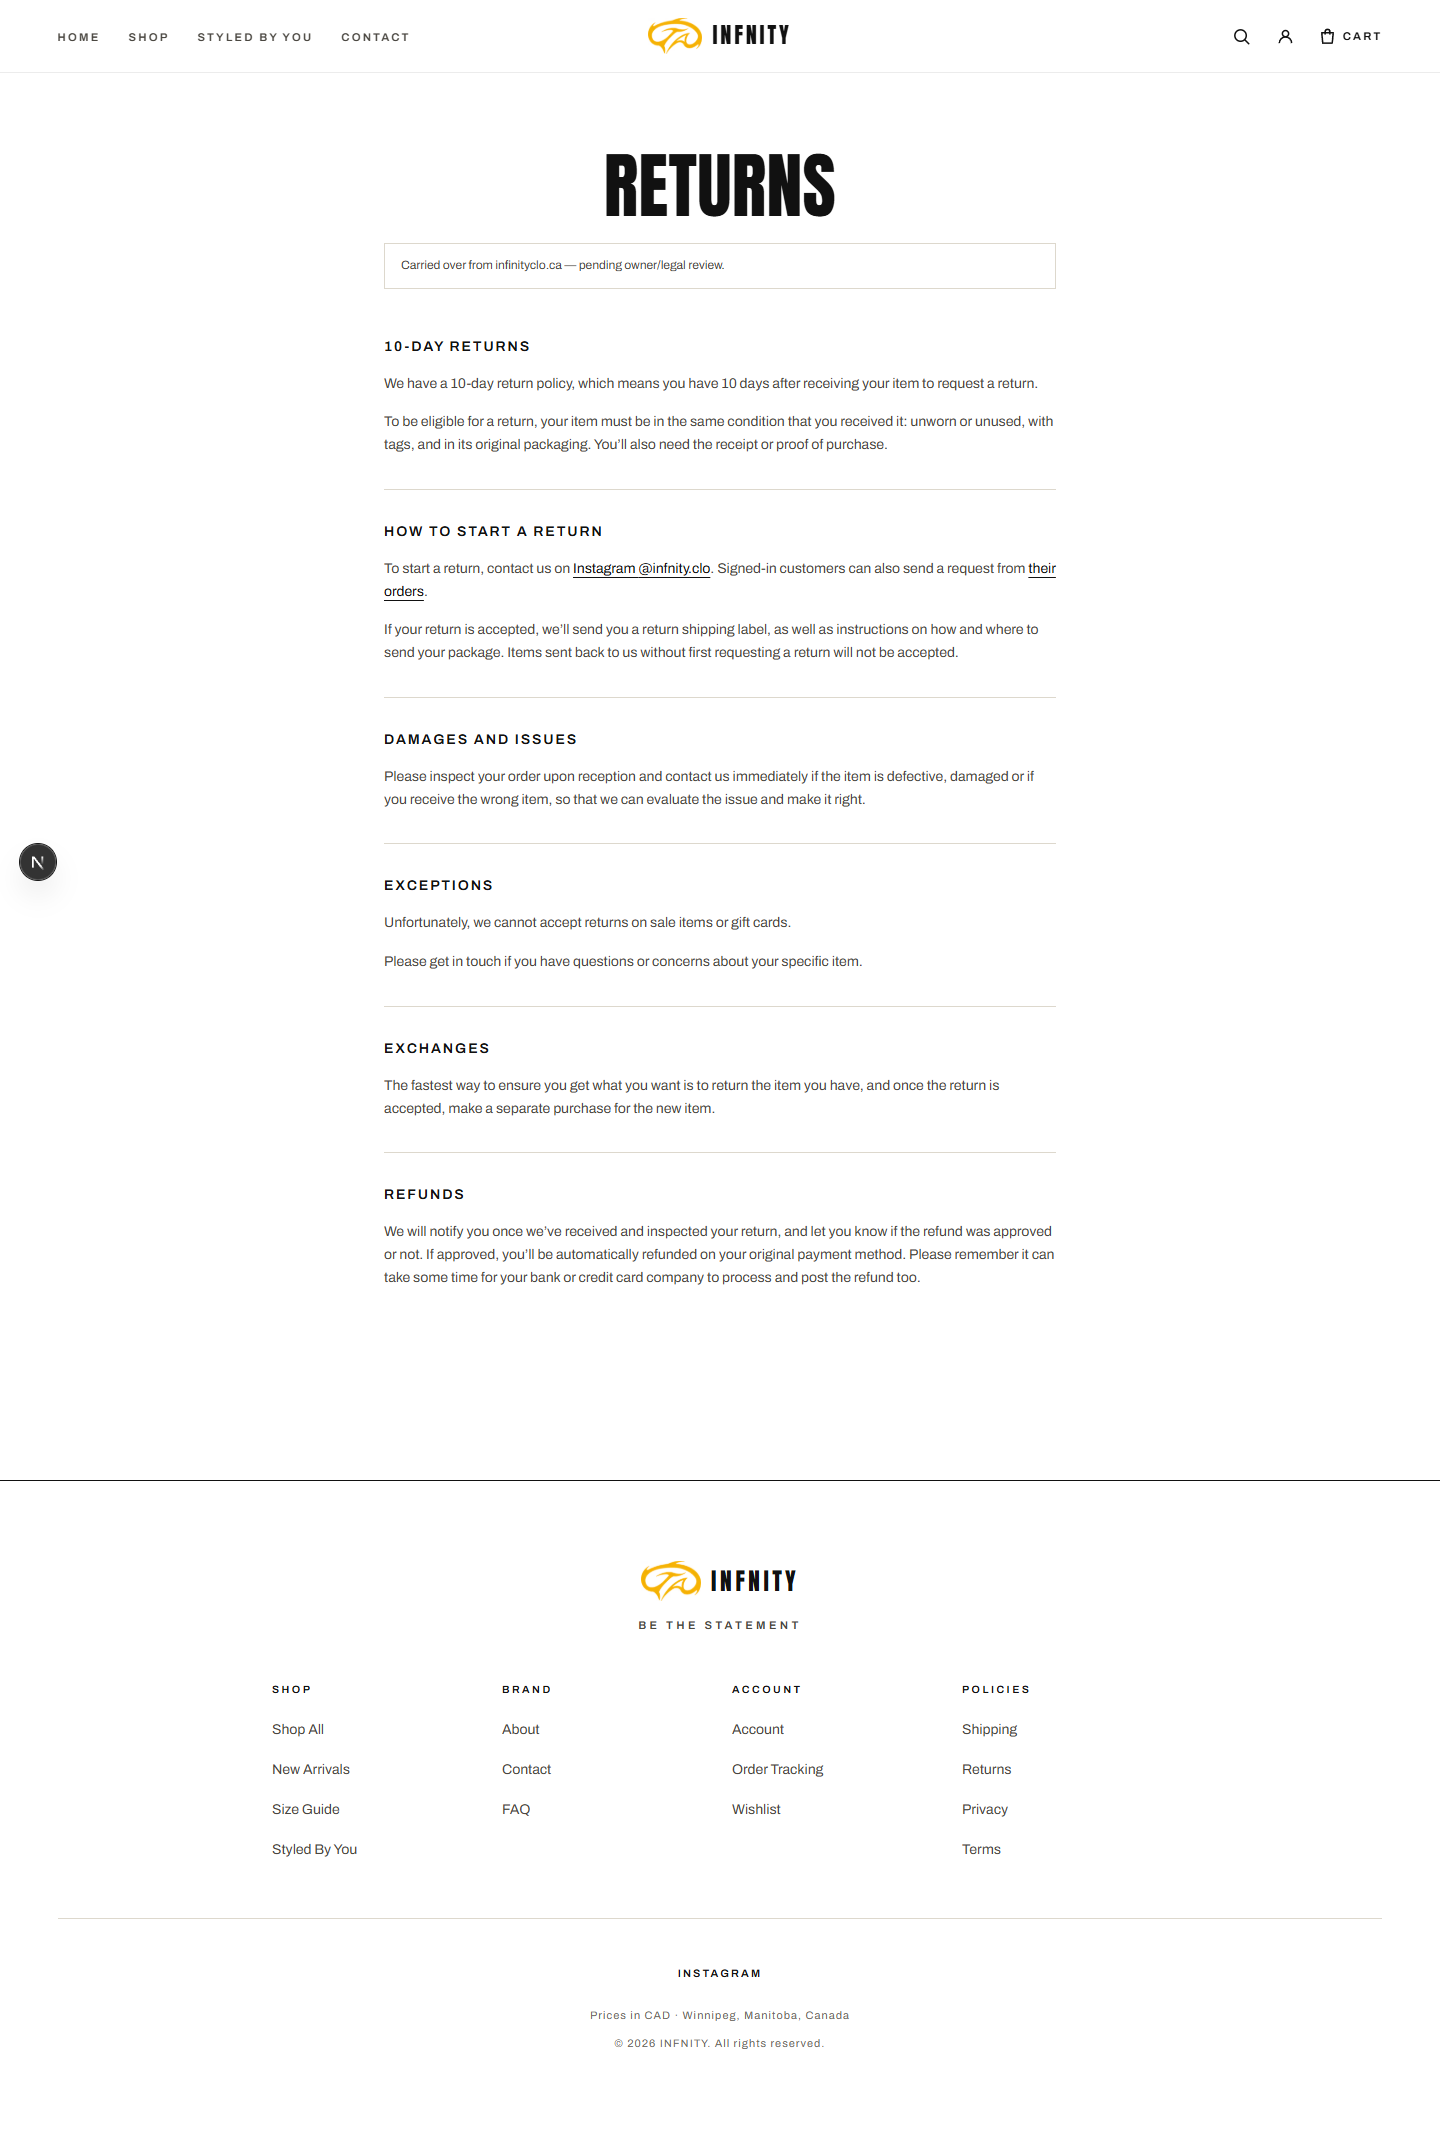 HOME SHOP STYLED BY YOU CONTACT INFNITY CART
RETURNS
Carried over from infinityclo.ca — pending owner/legal review.
10-DAY RETURNS
We have a 10-day return policy, which means you have 10 days after receiving your item to request a return.
To be eligible for a return, your item must be in the same condition that you received it: unworn or unused, with
tags, and in its original packaging. You’ll also need the receipt or proof of purchase.
HOW TO START A RETURN
To start a return, contact us on Instagram @infnity.clo. Signed-in customers can also send a request from their
orders.
If your return is accepted, we’ll send you a return shipping label, as well as instructions on how and where to
send your package. Items sent back to us without first requesting a return will not be accepted.
DAMAGES AND ISSUES
Please inspect your order upon reception and contact us immediately if the item is defective, damaged or if
you receive the wrong item, so that we can evaluate the issue and make it right.
N
EXCEPTIONS
Unfortunately, we cannot accept returns on sale items or gift cards.
Please get in touch if you have questions or concerns about your specific item.
EXCHANGES
The fastest way to ensure you get what you want is to return the item you have, and once the return is
accepted, make a separate purchase for the new item.
REFUNDS
We will notify you once we’ve received and inspected your return, and let you know if the refund was approved
or not. If approved, you’ll be automatically refunded on your original payment method. Please remember it can
take some time for your bank or credit card company to process and post the refund too.
INFNITY
BE THE STATEMENT
SHOP BRAND ACCOUNT POLICIES
Shop All About Account Shipping
New Arrivals Contact Order Tracking Returns
Size Guide FAQ Wishlist Privacy
Styled By You Terms
INSTAGRAM
Prices in CAD · Winnipeg, Manitoba, Canada
© 2026 INFNITY. All rights reserved.